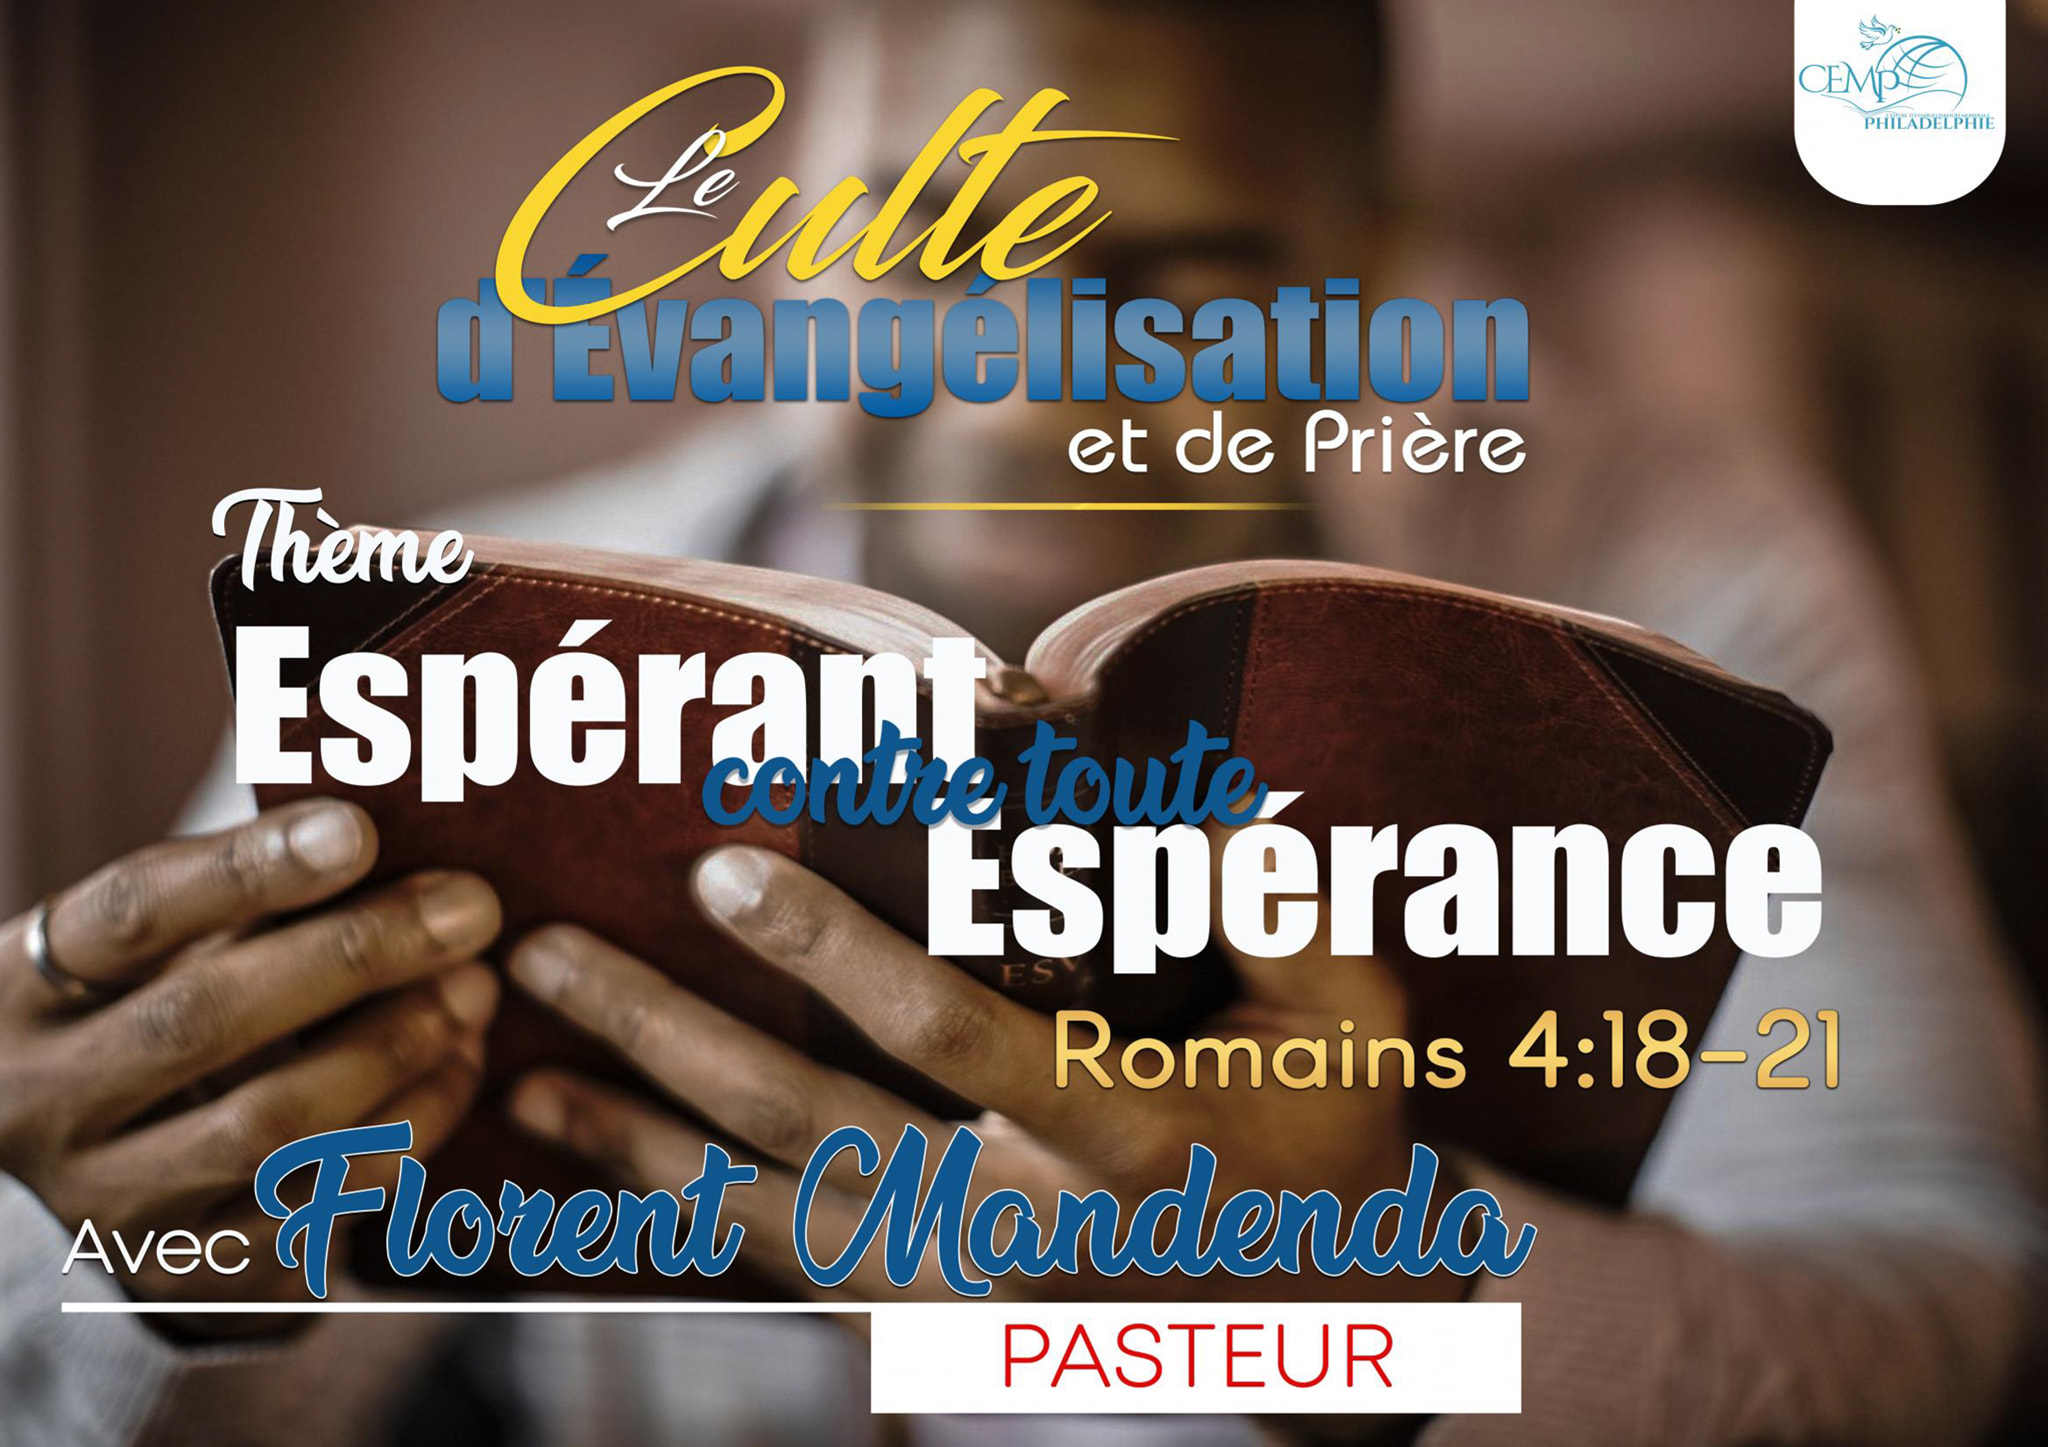 CEMP
PHILADELPHIE
Le Culte
d'Évangélisation
et de Prière
Thème
Espérant
contre toute
Espérance
ESV
Romains 4:18-21
Avec Florent Mandenda
PASTEUR